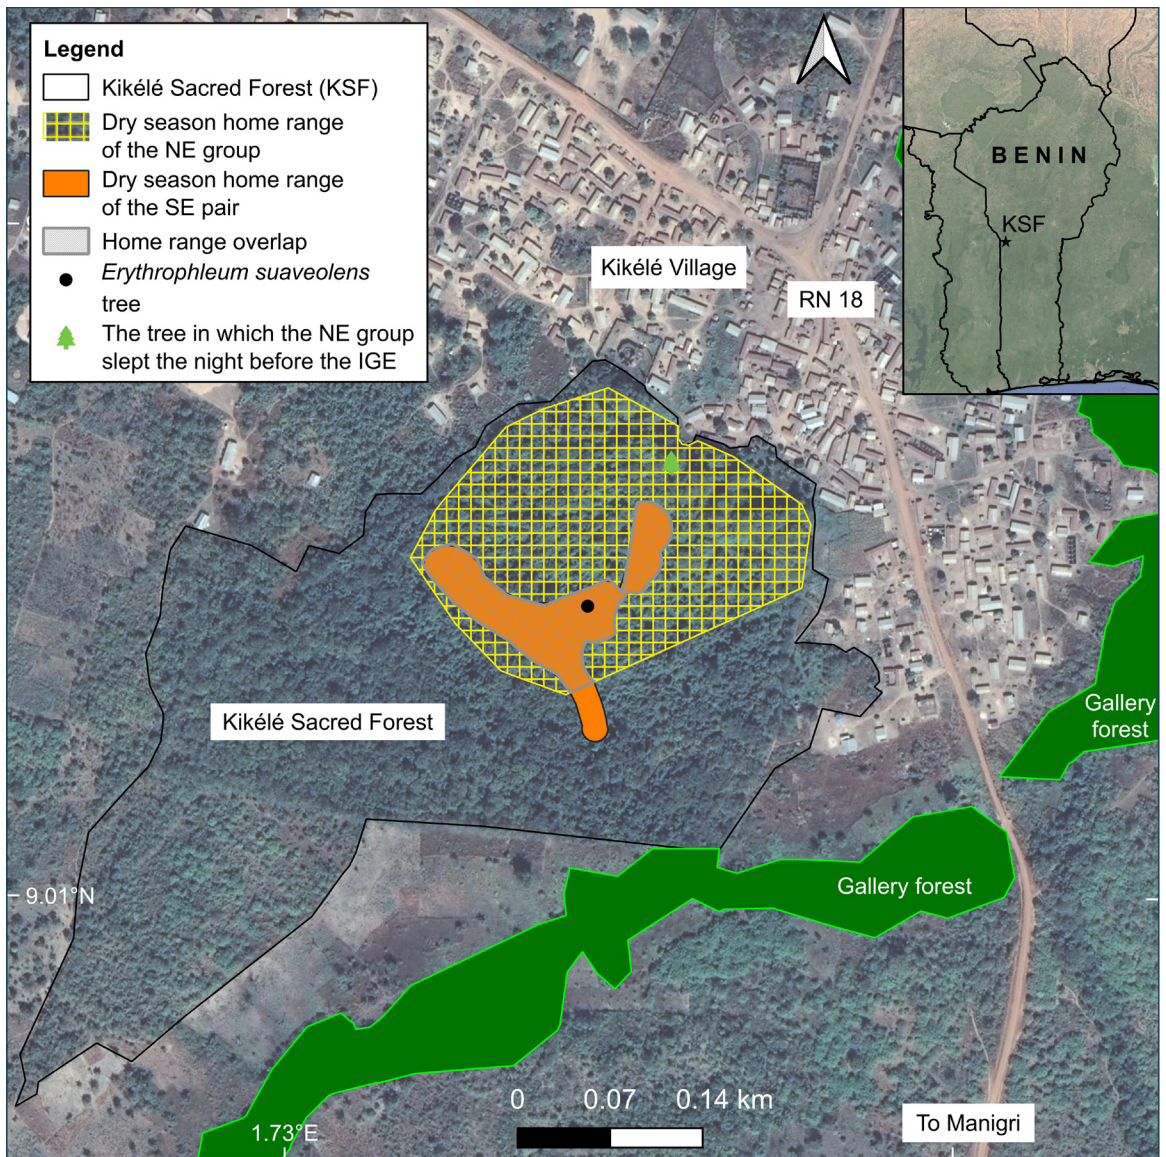 Legend
Kikélé Sacred Forest (KSF)
Dry season home range
of the NE group
Dry season home range
of the SE pair
Home range overlap
Erythrophleum suaveolens
tree
The tree in which the NE group
slept the night before the IGE
BENIN
KSF
Kikélé Village
RN 18
Kikélé Sacred Forest
Gallery
forest
Gallery forest
9.01°N
0 0.07 0.14 km
1.73°E
To Manigri